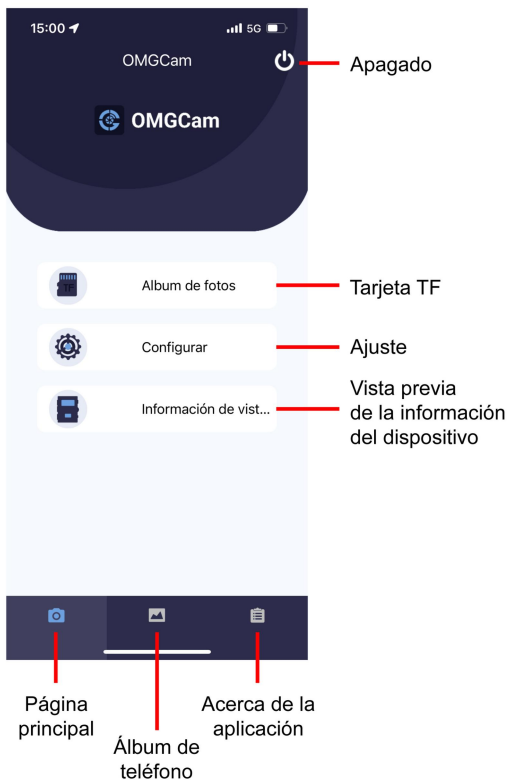 15:00
5G
OMGCam
Apagado
OMGCam
TF
Album de fotos
Tarjeta TF
Configurar
Ajuste
Información de vist...
Vista previa
de la información
del dispositivo
Página
principal
Álbum de
teléfono
Acerca de la
aplicación